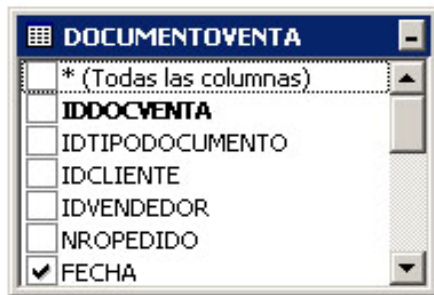 DOCUMENTOVENTA
* (Todas las columnas)
IDDOCVENTA
IDTIPODOCUMENTO
IDCLIENTE
IDVENDEDOR
NROPEDIDO
FECHA